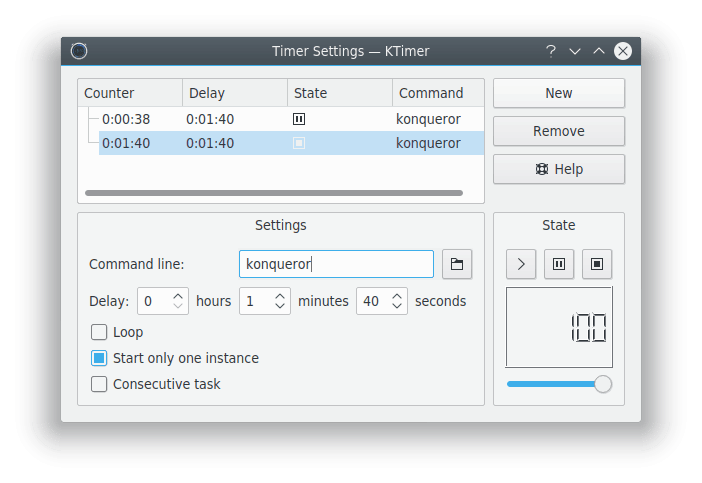 Timer Settings — KTimer
Counter Delay State Command
0:00:38 0:01:40 konqueror
0:01:40 0:01:40 konqueror
New
Remove
Help
Settings
Command line: konqueror
Delay: 0 hours 1 minutes 40 seconds
Loop
Start only one instance
Consecutive task
State
100